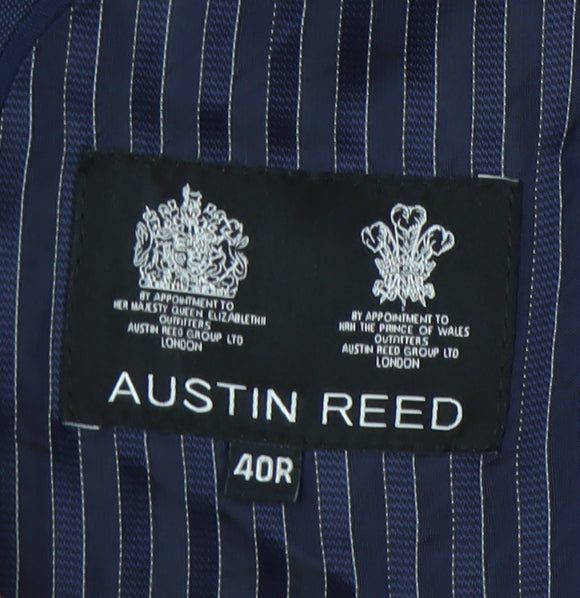 BY APPOINTMENT TO
HER MAJESTY QUEEN ELIZABETH II
OUTFITTERS
AUSTIN REED GROUP LTD
LONDON
BY APPOINTMENT TO
HRH THE PRINCE OF WALES
OUTFITTERS
AUSTIN REED GROUP LTD
LONDON
AUSTIN REED
40R